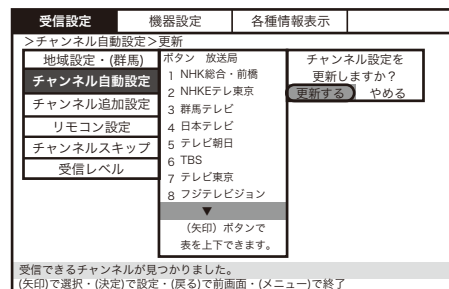 受信設定 機器設定 各種情報表示
>チャンネル自動設定>更新
地域設定・(群馬)
チャンネル自動設定
チャンネル追加設定
リモコン設定
チャンネルスキップ
受信レベル
ボタン 放送局
1 NHK総合・前橋
2 NHKEテレ東京
3 群馬テレビ
4 日本テレビ
5 テレビ朝日
6 TBS
7 テレビ東京
8 フジテレビジョン
▼
(矢印)ボタンで
表を上下できます。
チャンネル設定を
更新しますか?
更新する やめる
受信できるチャンネルが見つかりました。
(矢印)で選択・(決定)で設定・(戻る)で前画面・(メニュー)で終了